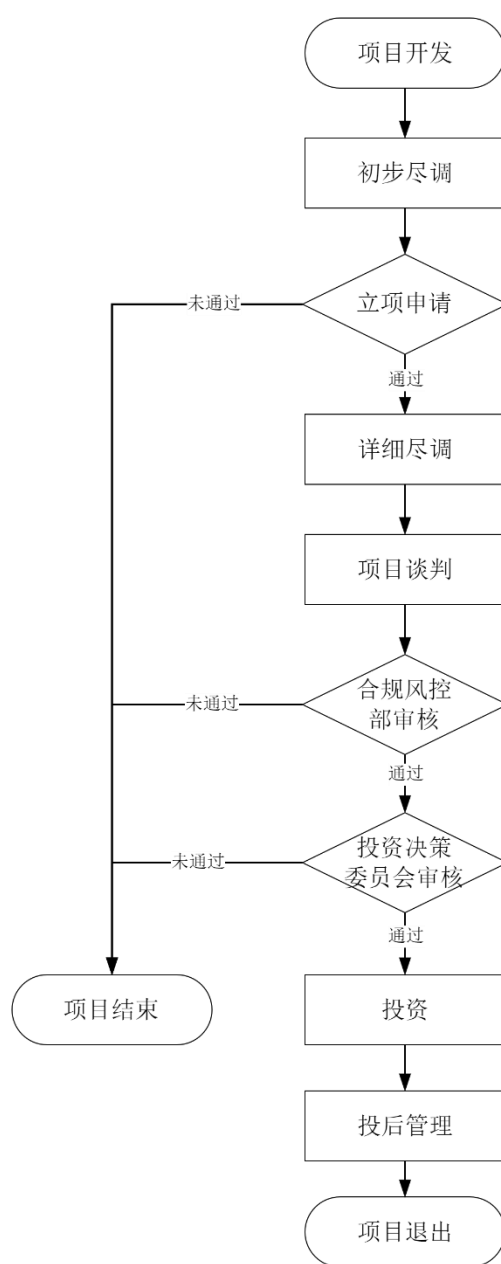 项目开发
初步尽调
立项申请
未通过
通过
详细尽调
项目谈判
合规风控
部审核
未通过
通过
投资决策
委员会审核
未通过
通过
项目结束
投资
投后管理
项目退出